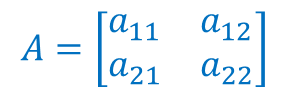 A = [a₁₁ a₁₂
a₂₁ a₂₂]